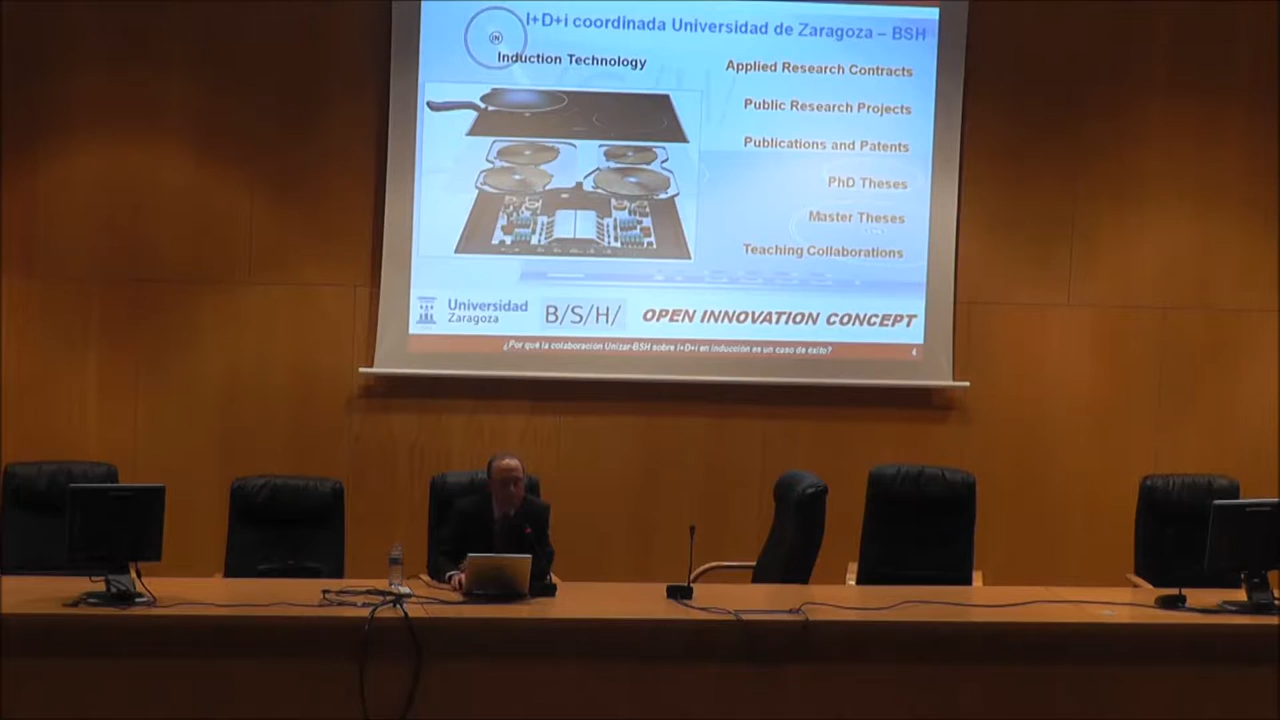 I+D+i coordinada Universidad de Zaragoza – BSH
IN
Induction Technology
Applied Research Contracts
Public Research Projects
Publications and Patents
PhD Theses
Master Theses
Teaching Collaborations
Universidad
Zaragoza
B/S/H/
OPEN INNOVATION CONCEPT
¿Por qué la colaboración Unizar-BSH sobre I+D+i en inducción es un caso de éxito?
4